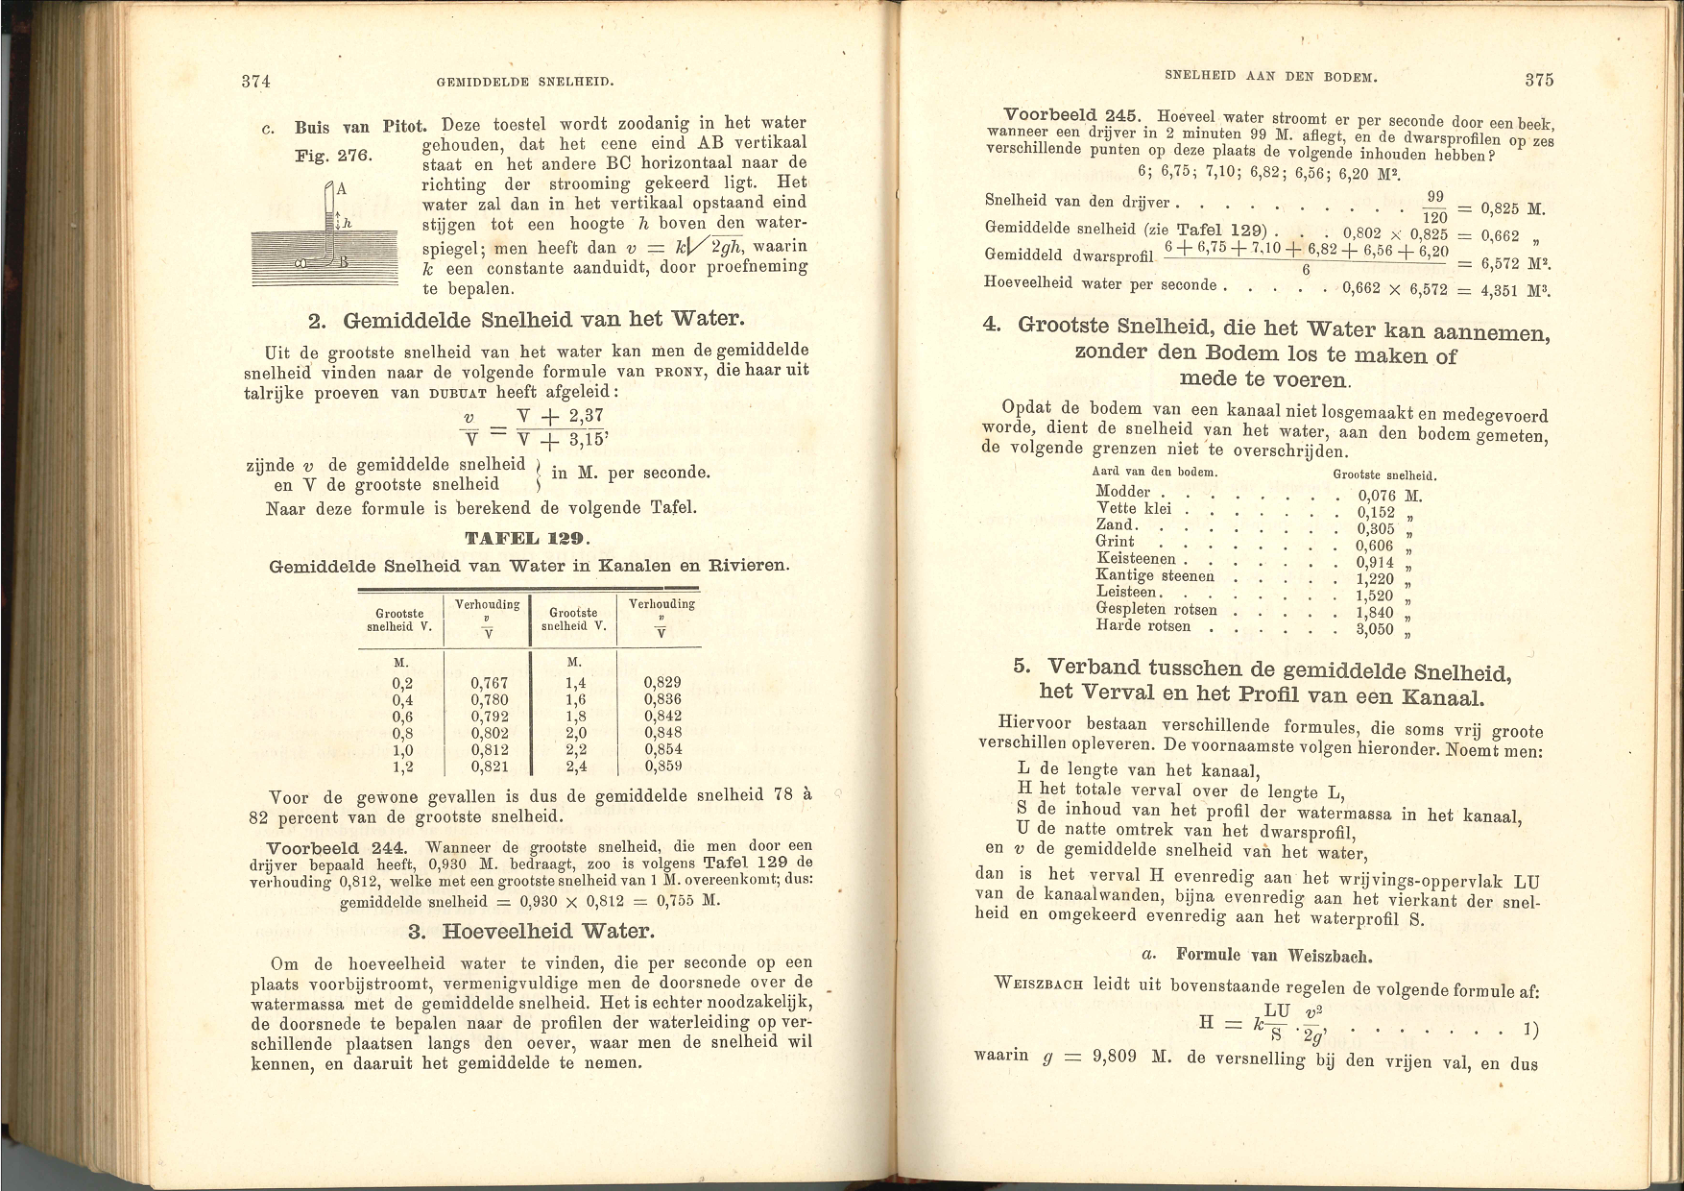 374
GEMIDDELDE SNELHEID.
c. Buis van Pitot. Deze toestel wordt zoodanig in het water
Fig. 276.
gehouden, dat het eene eind AB vertikaal
staat en het andere BC horizontaal naar de
richting der strooming gekeerd ligt. Het
water zal dan in het vertikaal opstaand eind
stijgen tot een hoogte h boven den water-
spiegel; men heeft dan v = k√2gh, waarin
k een constante aanduidt, door proefneming
te bepalen.
A
h
B
2. Gemiddelde Snelheid van het Water.
Uit de grootste snelheid van het water kan men de gemiddelde
snelheid vinden naar de volgende formule van PRONY, die haar uit
talrijke proeven van DUBUAT heeft afgeleid:
v/V = (V + 2,37)/(V + 3,15),
zijnde v de gemiddelde snelheid } in M. per seconde.
en V de grootste snelheid
Naar deze formule is berekend de volgende Tafel.
TAFEL 129.
Gemiddelde Snelheid van Water in Kanalen en Rivieren.
Grootste snelheid V. | Verhouding v/V | Grootste snelheid V. | Verhouding v/V
M. M.
0,2 0,767 1,4 0,829
0,4 0,780 1,6 0,836
0,6 0,792 1,8 0,842
0,8 0,802 2,0 0,848
1,0 0,812 2,2 0,854
1,2 0,821 2,4 0,859
Voor de gewone gevallen is dus de gemiddelde snelheid 78 à
82 percent van de grootste snelheid.
Voorbeeld 244. Wanneer de grootste snelheid, die men door een
drijver bepaald heeft, 0,930 M. bedraagt, zoo is volgens Tafel 129 de
verhouding 0,812, welke met een grootste snelheid van 1 M. overeenkomt; dus:
gemiddelde snelheid = 0,930 × 0,812 = 0,755 M.
3. Hoeveelheid Water.
Om de hoeveelheid water te vinden, die per seconde op een
plaats voorbijstroomt, vermenigvuldige men de doorsnede over de
watermassa met de gemiddelde snelheid. Het is echter noodzakelijk,
de doorsnede te bepalen naar de profilen der waterleiding op ver-
schillende plaatsen langs den oever, waar men de snelheid wil
kennen, en daaruit het gemiddelde te nemen.
SNELHEID AAN DEN BODEM.
375
Voorbeeld 245. Hoeveel water stroomt er per seconde door een beek,
wanneer een drijver in 2 minuten 99 M. aflegt, en de dwarsprofilen op zes
verschillende punten op deze plaats de volgende inhouden hebben?
6; 6,75; 7,10; 6,82; 6,56; 6,20 M².
Snelheid van den drijver . . . . . . . . . . 99/120 = 0,825 M.
Gemiddelde snelheid (zie Tafel 129) . . . 0,802 × 0,825 = 0,662 „
Gemiddeld dwarsprofil (6 + 6,75 + 7,10 + 6,82 + 6,56 + 6,20)/6 = 6,572 M².
Hoeveelheid water per seconde . . . . . 0,662 × 6,572 = 4,351 M³.
4. Grootste Snelheid, die het Water kan aannemen,
zonder den Bodem los te maken of
mede te voeren.
Opdat de bodem van een kanaal niet losgemaakt en medegevoerd
worde, dient de snelheid van het water, aan den bodem gemeten,
de volgende grenzen niet te overschrijden.
Aard van den bodem. Grootste snelheid.
Modder . . . . . . . . 0,076 M.
Vette klei . . . . . . . 0,152 „
Zand . . . . . . . . . 0,305 „
Grint . . . . . . . . 0,606 „
Keisteenen . . . . . . . 0,914 „
Kantige steenen . . . . . 1,220 „
Leisteen . . . . . . . . 1,520 „
Gespleten rotsen . . . . . 1,840 „
Harde rotsen . . . . . . 3,050 „
5. Verband tusschen de gemiddelde Snelheid,
het Verval en het Profil van een Kanaal.
Hiervoor bestaan verschillende formules, die soms vrij groote
verschillen opleveren. De voornaamste volgen hieronder. Noemt men:
L de lengte van het kanaal,
H het totale verval over de lengte L,
S de inhoud van het profil der watermassa in het kanaal,
U de natte omtrek van het dwarsprofil,
en v de gemiddelde snelheid van het water,
dan is het verval H evenredig aan het wrijvings-oppervlak LU
van de kanaalwanden, bijna evenredig aan het vierkant der snel-
heid en omgekeerd evenredig aan het waterprofil S.
a. Formule van Weiszbach.
WEISZBACH leidt uit bovenstaande regelen de volgende formule af:
H = k LU/S · v²/2g, . . . . . . . 1)
waarin g = 9,809 M. de versnelling bij den vrijen val, en dus